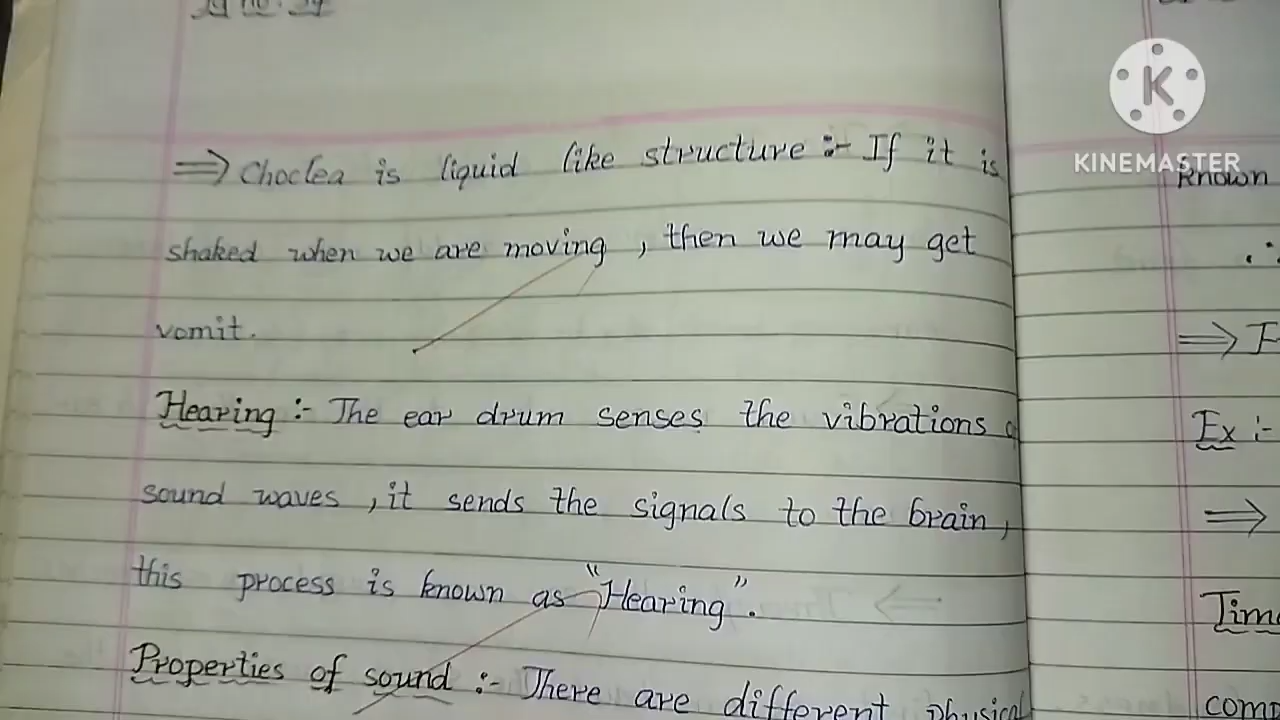 ⇒ Choclea is liquid like structure :- If it is
shaked when we are moving, then we may get
vomit.
Hearing :- The ear drum senses the vibrations
sound waves, it sends the signals to the brain,
this process is known as "Hearing".
Properties of sound :- There are different physical
KINEMASTER
Known
∴
⇒
Ex :-
⇒